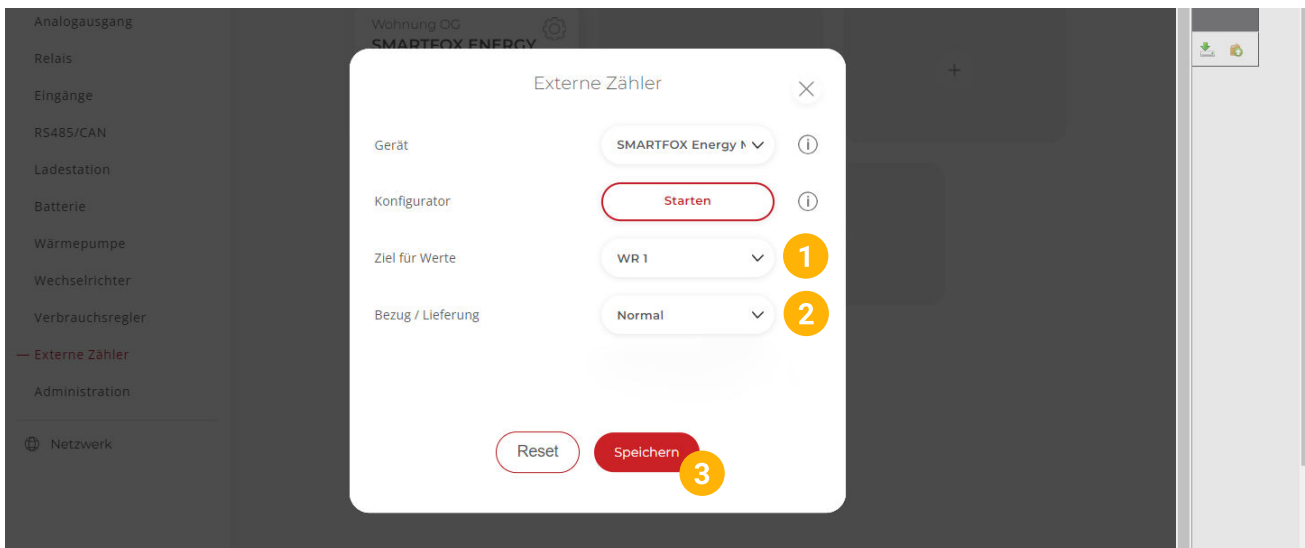 Analogausgang
Relais
Eingänge
RS485/CAN
Ladestation
Batterie
Wärmepumpe
Wechselrichter
Verbrauchsregler
Externe Zähler
Administration
Netzwerk
Wohnung OG
SMARTFOX ENERGY
Externe Zähler
Gerät
SMARTFOX Energy
Konfigurator
Starten
Ziel für Werte
WR 1
1
Bezug / Lieferung
Normal
2
Reset
Speichern
3